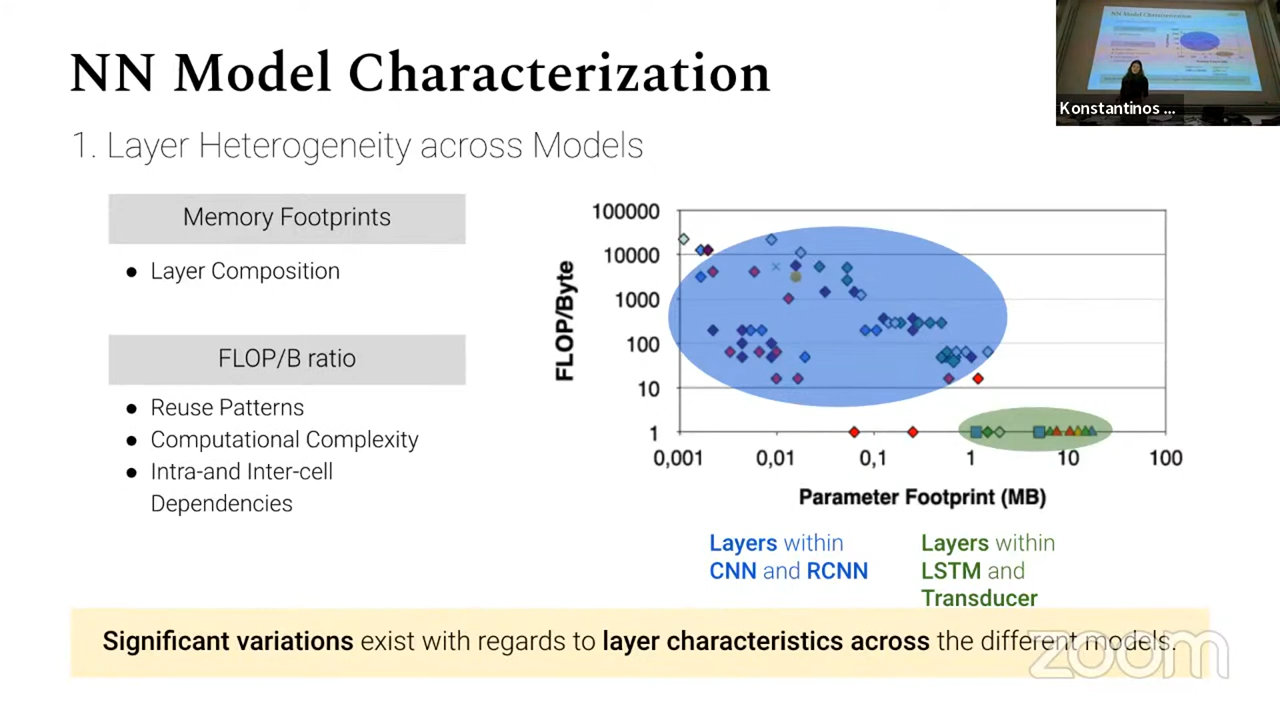 NN Model Characterization
Konstantinos ...
1. Layer Heterogeneity across Models
Memory Footprints
● Layer Composition
FLOP/B ratio
● Reuse Patterns
● Computational Complexity
● Intra-and Inter-cell
Dependencies
FLOP/Byte
100000
10000
1000
100
10
1
0,001 0,01 0,1 1 10 100
Parameter Footprint (MB)
Layers within
CNN and RCNN
Layers within
LSTM and
Transducer
Significant variations exist with regards to layer characteristics across the different models.
zoom